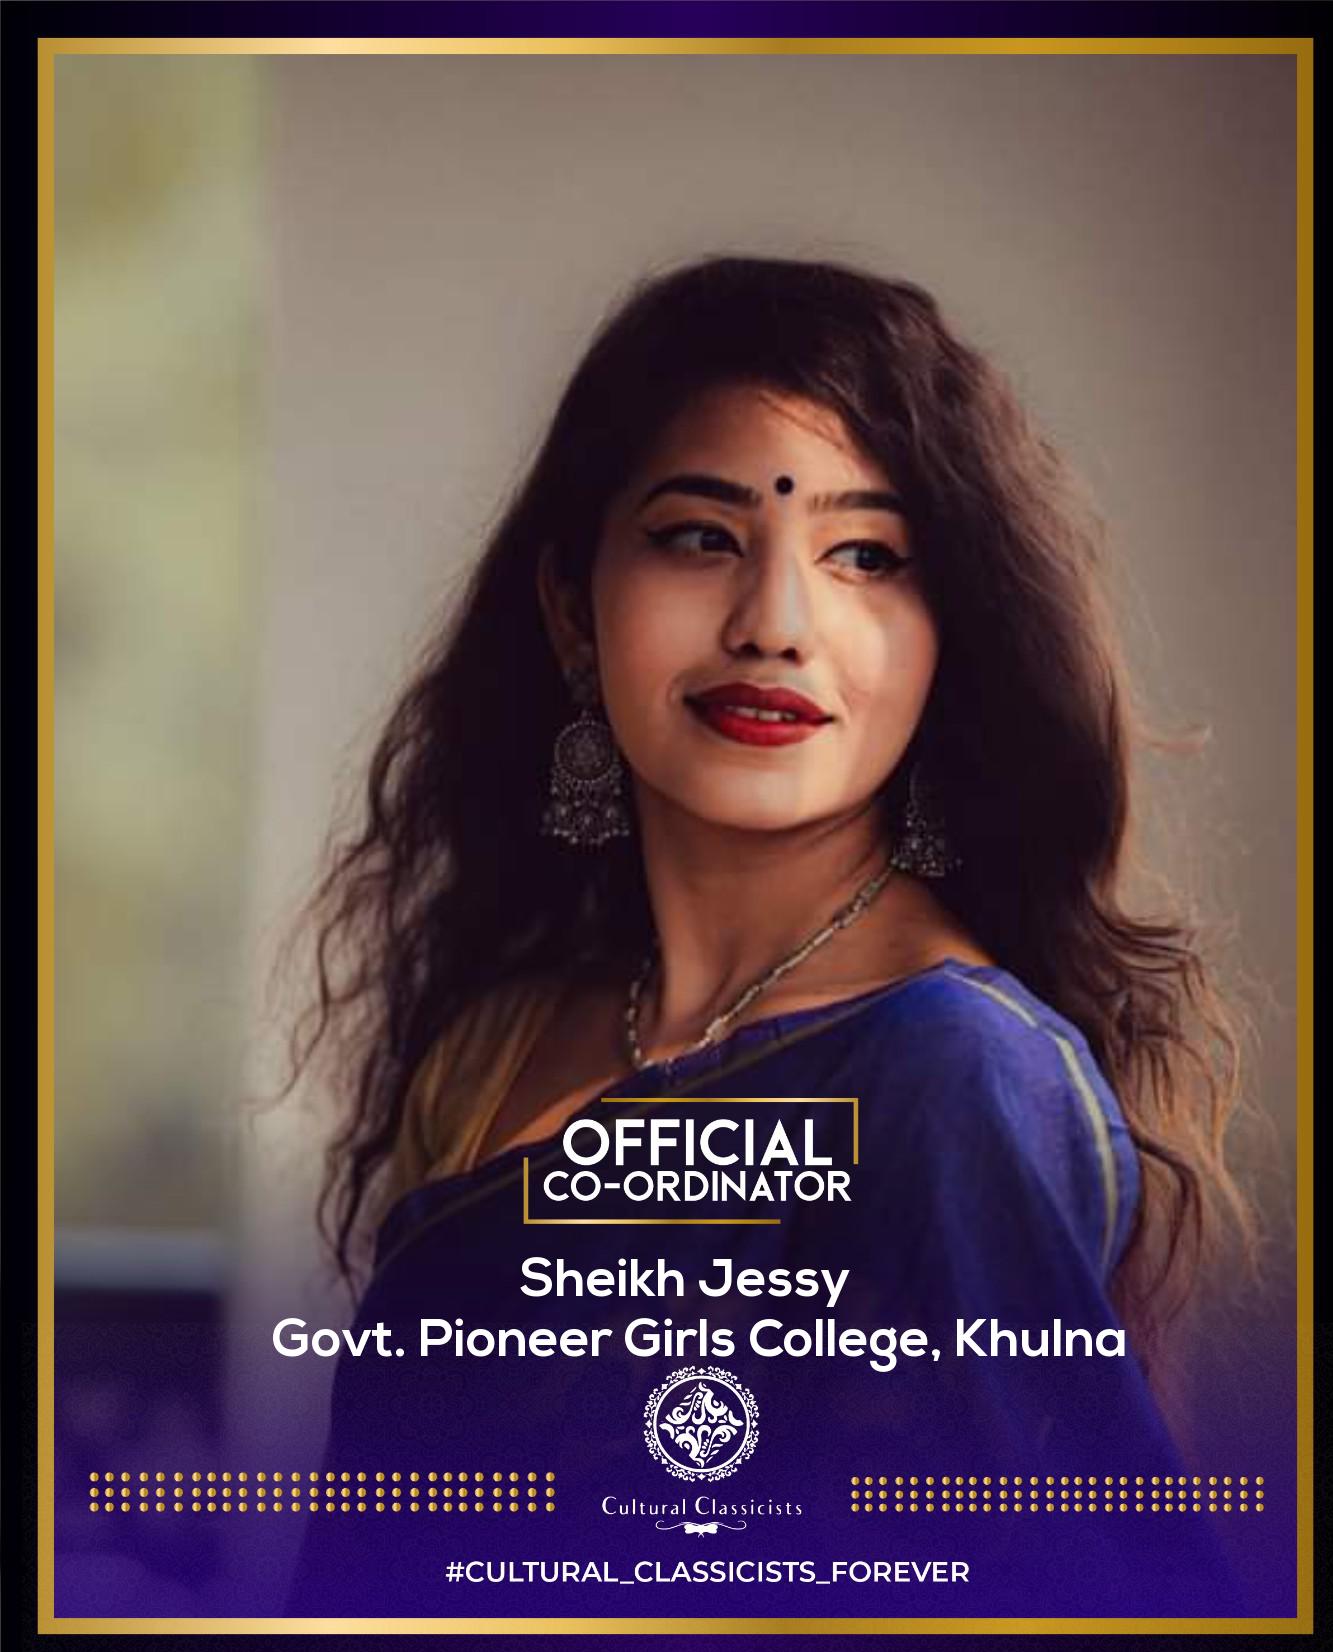 OFFICIAL
CO-ORDINATOR
Sheikh Jessy
Govt. Pioneer Girls College, Khulna
Cultural Classicists
#CULTURAL_CLASSICISTS_FOREVER